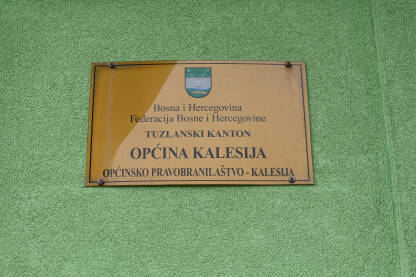 Bosna i Hercegovina
Federacija Bosne i Hercegovine
TUZLANSKI KANTON
OPĆINA KALESIJA
OPĆINSKO PRAVOBRANILAŠTVO - KALESIJA